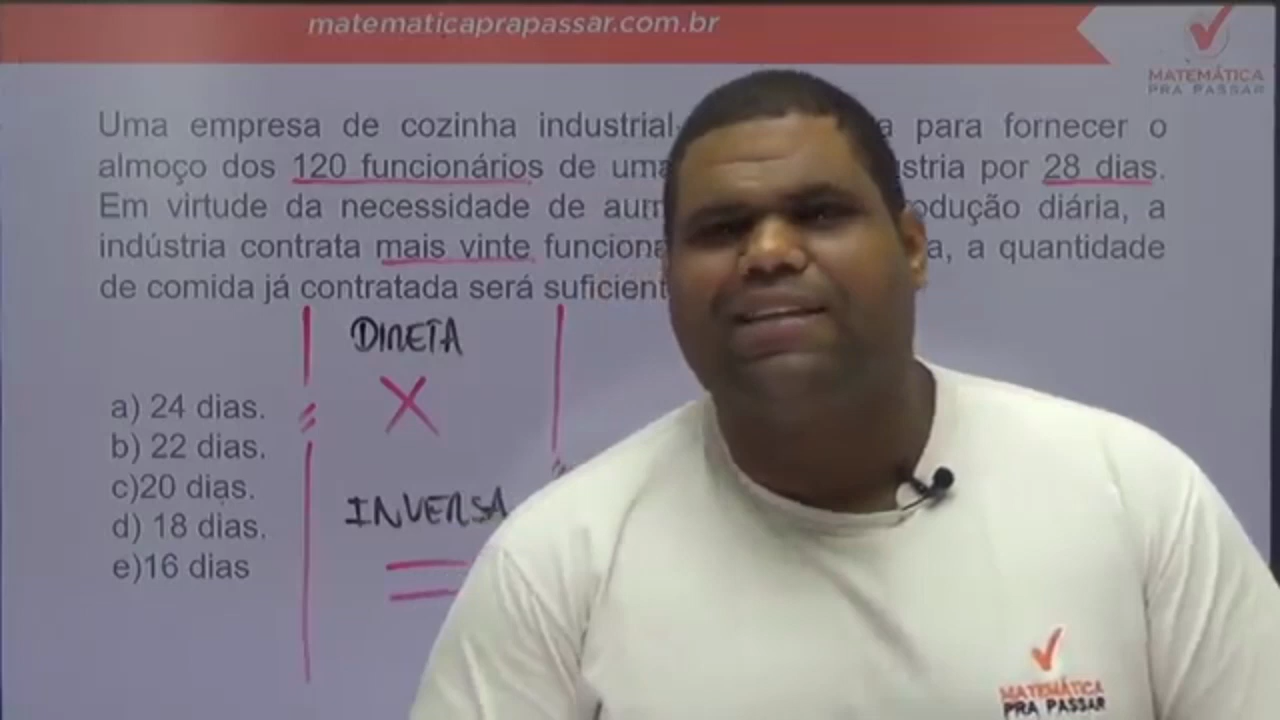 matematicaprapassar.com.br
MATEMÁTICA
PRA PASSAR
Uma empresa de cozinha industrial a para fornecer o
almoço dos 120 funcionários de uma stria por 28 dias.
Em virtude da necessidade de aum odução diária, a
indústria contrata mais vinte funcioná a, a quantidade
de comida já contratada será suficient
DIRETA
X
a) 24 dias.
b) 22 dias.
c)20 dias.
d) 18 dias.
e)16 dias
INVERSA
=
MATEMÁTICA
PRA PASSAR